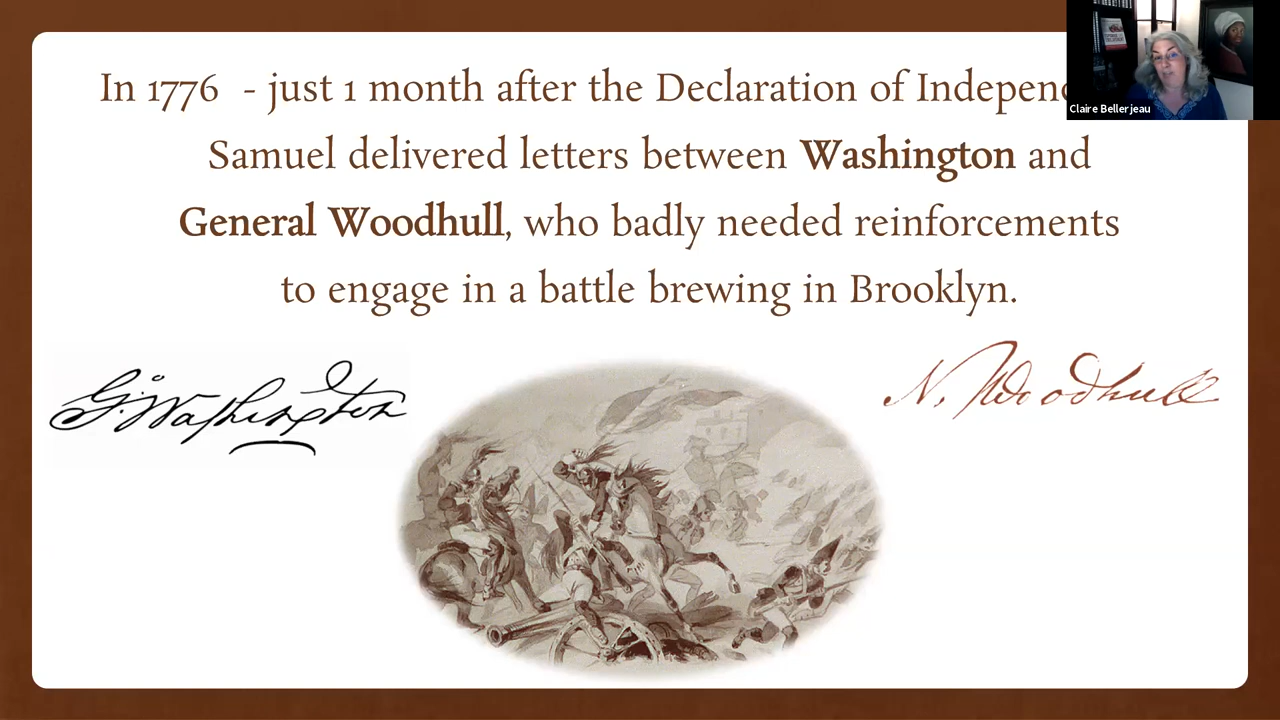 In 1776 - just 1 month after the Declaration of
Samuel delivered letters between Washington and
General Woodhull, who badly needed reinforcements
to engage in a battle brewing in Brooklyn.
Claire Bellerjeau
G. Washington
N. Woodhull